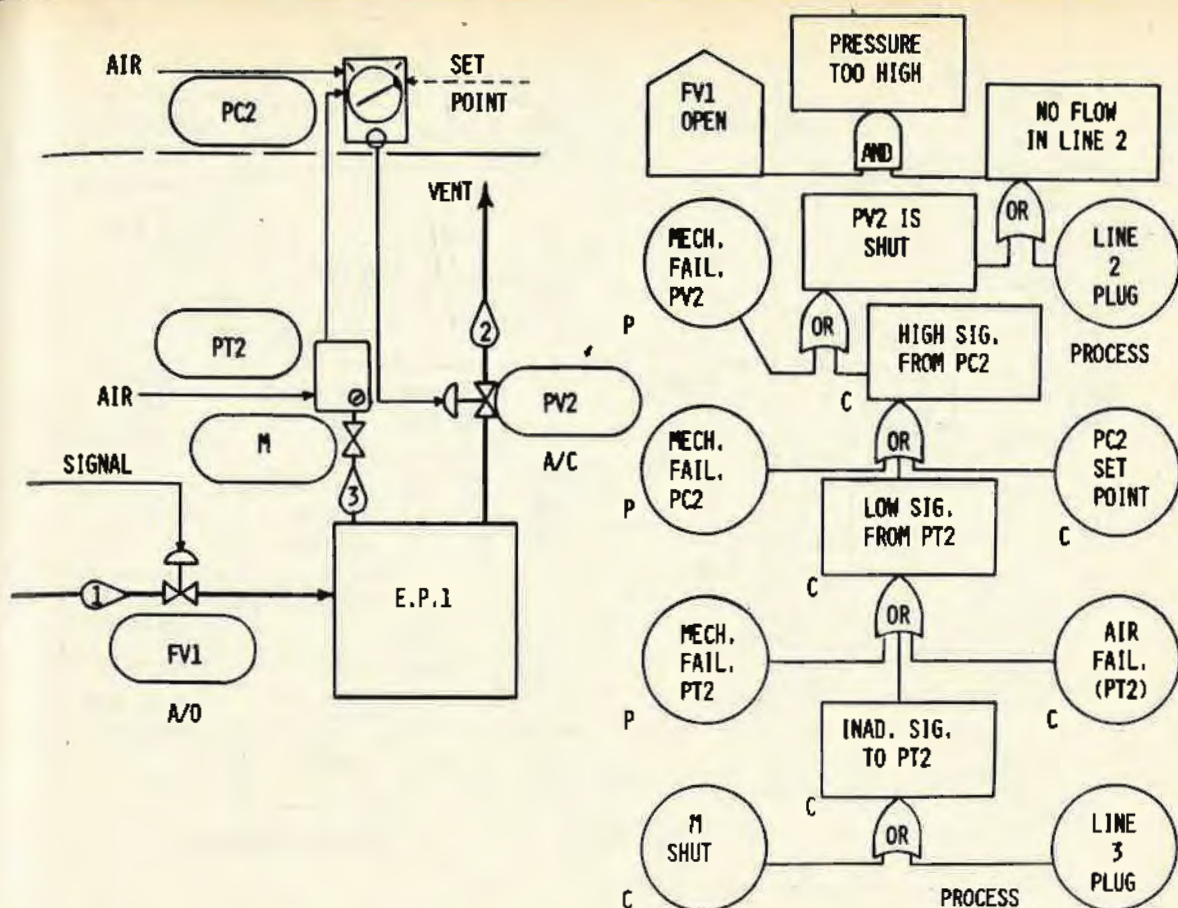 AIR
PC2
SET
POINT
VENT
PT2
AIR
M
SIGNAL
2
PV2
A/C
3
1
E.P.1
FV1
A/O
PRESSURE
TOO HIGH
FV1
OPEN
AND
NO FLOW
IN LINE 2
OR
PV2 IS
SHUT
MECH.
FAIL.
PV2
P
LINE
2
PLUG
PROCESS
OR
HIGH SIG.
FROM PC2
C
MECH.
FAIL.
PC2
P
OR
PC2
SET
POINT
C
LOW SIG.
FROM PT2
C
MECH.
FAIL.
PT2
P
OR
AIR
FAIL.
(PT2)
C
INAD. SIG.
TO PT2
C
M
SHUT
C
OR
LINE
3
PLUG
PROCESS